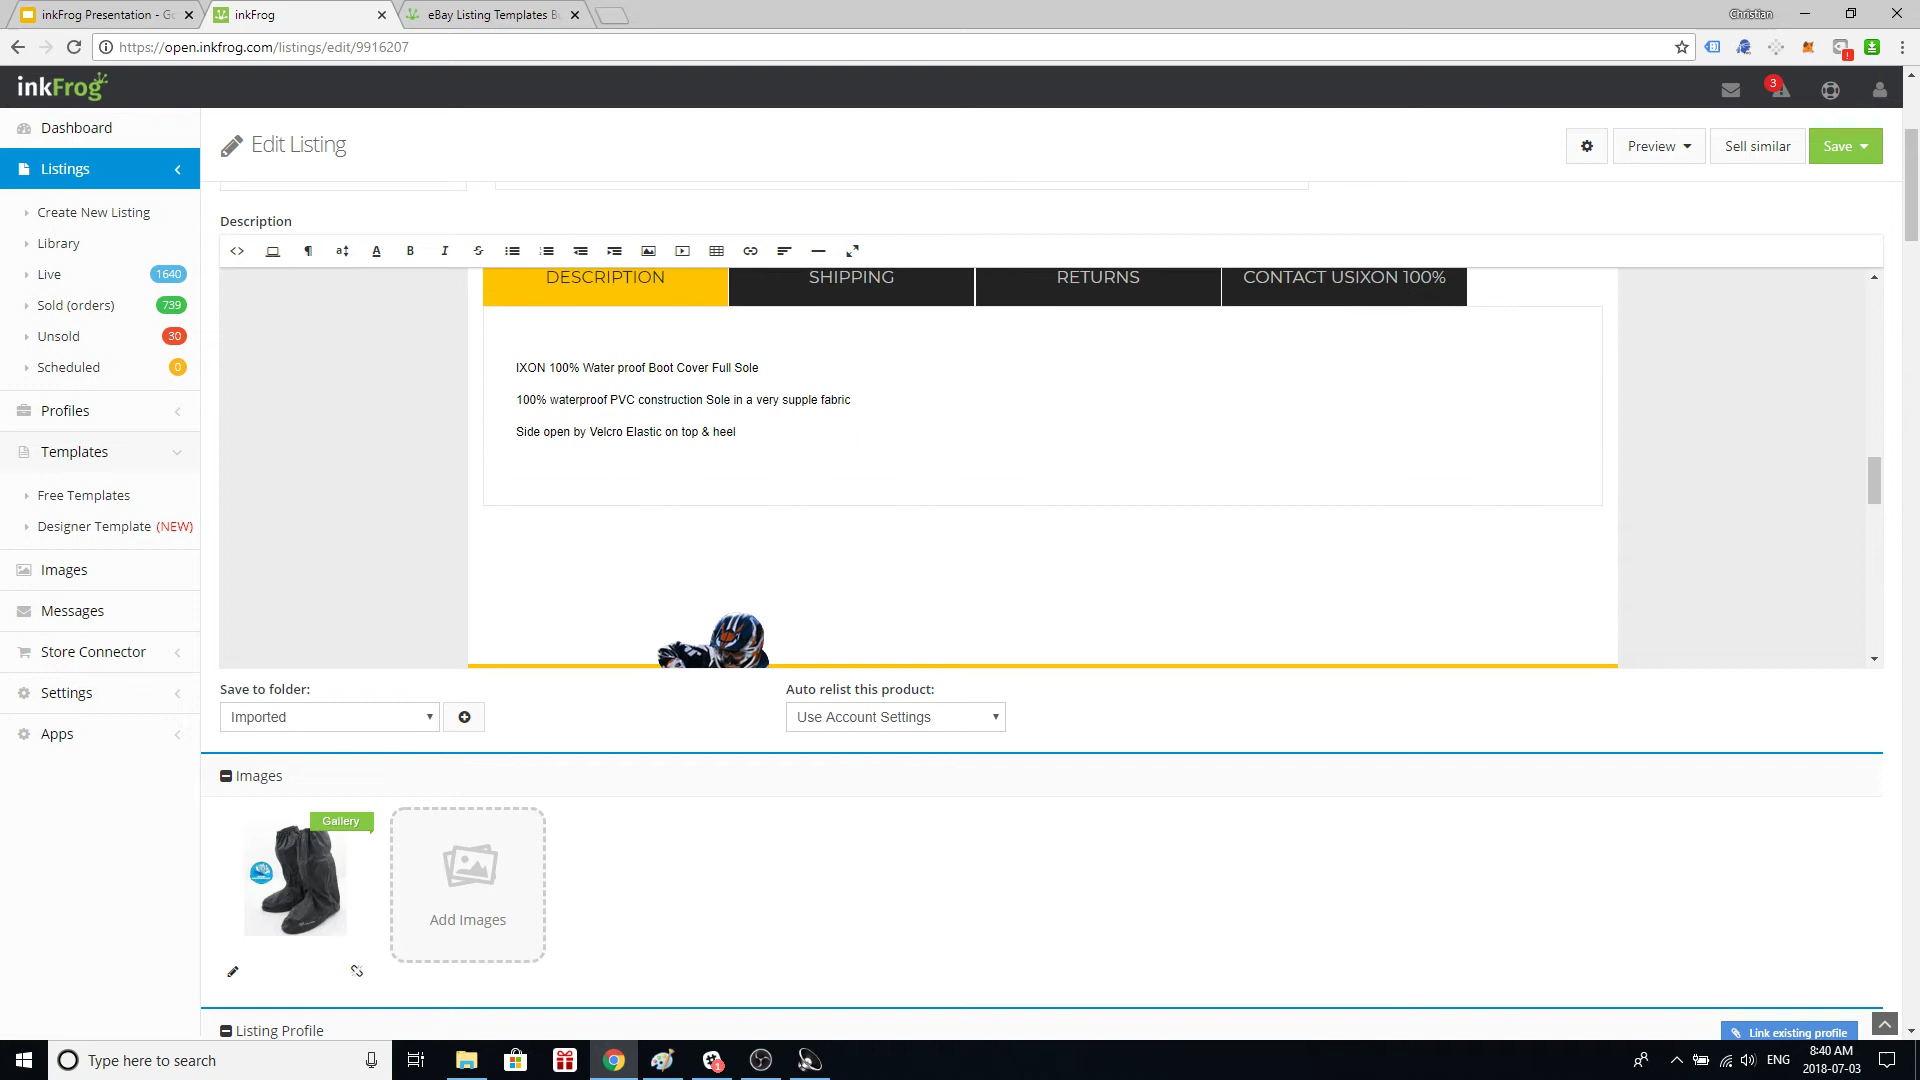 inkFrog Presentation - G
inkFrog
eBay Listing Templates B
Christian
https://open.inkfrog.com/listings/edit/9916207
inkFrog
3
Dashboard
Edit Listing
Preview
Sell similar
Save
Listings
Create New Listing
Library
Live 1640
Sold (orders) 739
Unsold 30
Scheduled 0
Profiles
Templates
Free Templates
Designer Template (NEW)
Images
Messages
Store Connector
Settings
Apps
Description
DESCRIPTION
SHIPPING
RETURNS
CONTACT USIXON 100%
IXON 100% Water proof Boot Cover Full Sole
100% waterproof PVC construction Sole in a very supple fabric
Side open by Velcro Elastic on top & heel
Save to folder:
Auto relist this product:
Imported
Use Account Settings
Images
Gallery
Add Images
Listing Profile
Link existing profile
Type here to search
1
ENG
8:40 AM
2018-07-03